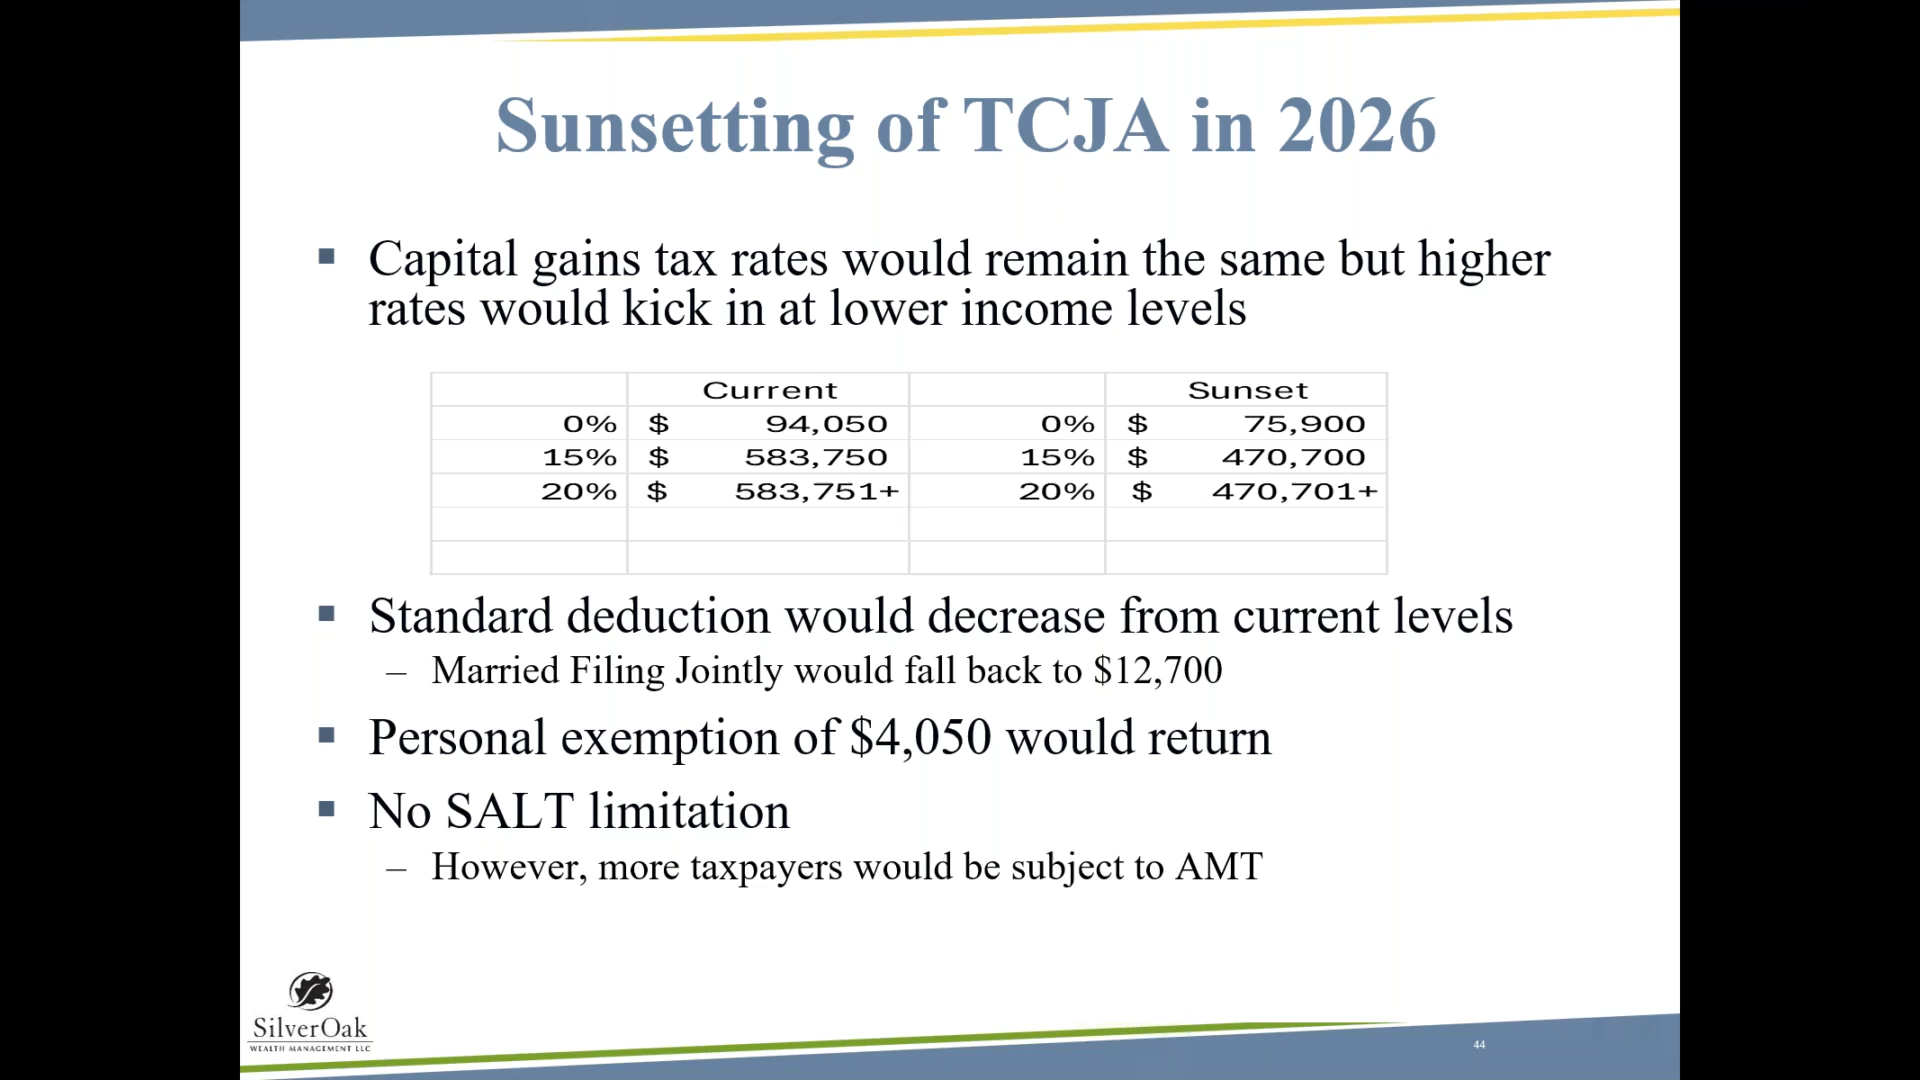 Sunsetting of TCJA in 2026
▪ Capital gains tax rates would remain the same but higher
rates would kick in at lower income levels
Current Sunset
0% $ 94,050 0% $ 75,900
15% $ 583,750 15% $ 470,700
20% $ 583,751+ 20% $ 470,701+
▪ Standard deduction would decrease from current levels
– Married Filing Jointly would fall back to $12,700
▪ Personal exemption of $4,050 would return
▪ No SALT limitation
– However, more taxpayers would be subject to AMT
SilverOak
WEALTH MANAGEMENT LLC
44